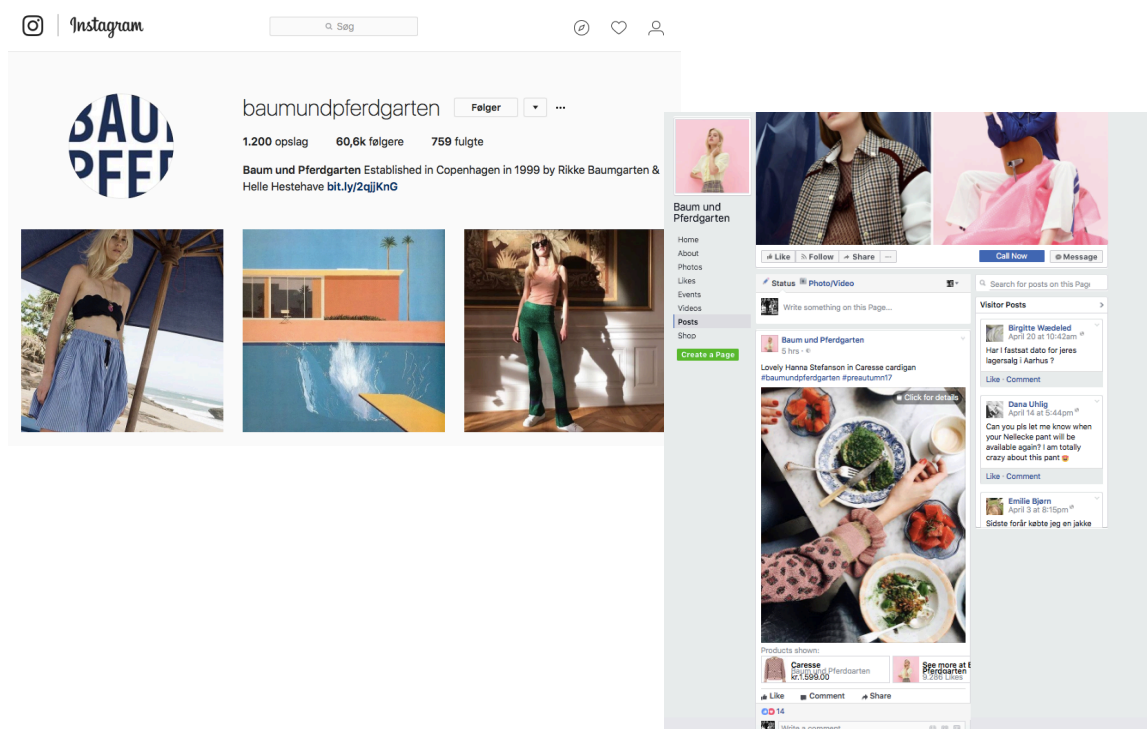 Instagram
Søg
BAU
PFE
baumundpferdgarten
Følger
1.200 opslag 60,6k følgere 759 fulgte
Baum und Pferdgarten Established in Copenhagen in 1999 by Rikke Baumgarten &
Helle Hestehave bit.ly/2qjjKnG
Baum und
Pferdgarten
Home
About
Photos
Likes
Events
Videos
Posts
Shop
Create a Page
Like Follow Share
Call Now
Message
Status Photo/Video
Write something on this Page...
Baum und Pferdgarten
5 hrs
Lovely Hanna Stefanson in Caresse cardigan
#baumundpferdgarten #preautumn17
Click for details
Products shown:
Caresse
Baum und Pferdgarten
kr.1.599.00
See more at
Pferdgarten
9.286 Likes
Like Comment Share
14
Write a comment
Search for posts on this Page
Visitor Posts
Birgitte Wædeled
April 20 at 10:42am
Har I fastsat dato for jeres
lagersalg i Aarhus ?
Like · Comment
Dana Uhlig
April 14 at 5:44pm
Can you pls let me know when
your Nellecke pant will be
available again? I am totally
crazy about this pant
Like · Comment
Emilie Bjørn
April 3 at 8:15pm
Sidste forår købte jeg en jakke